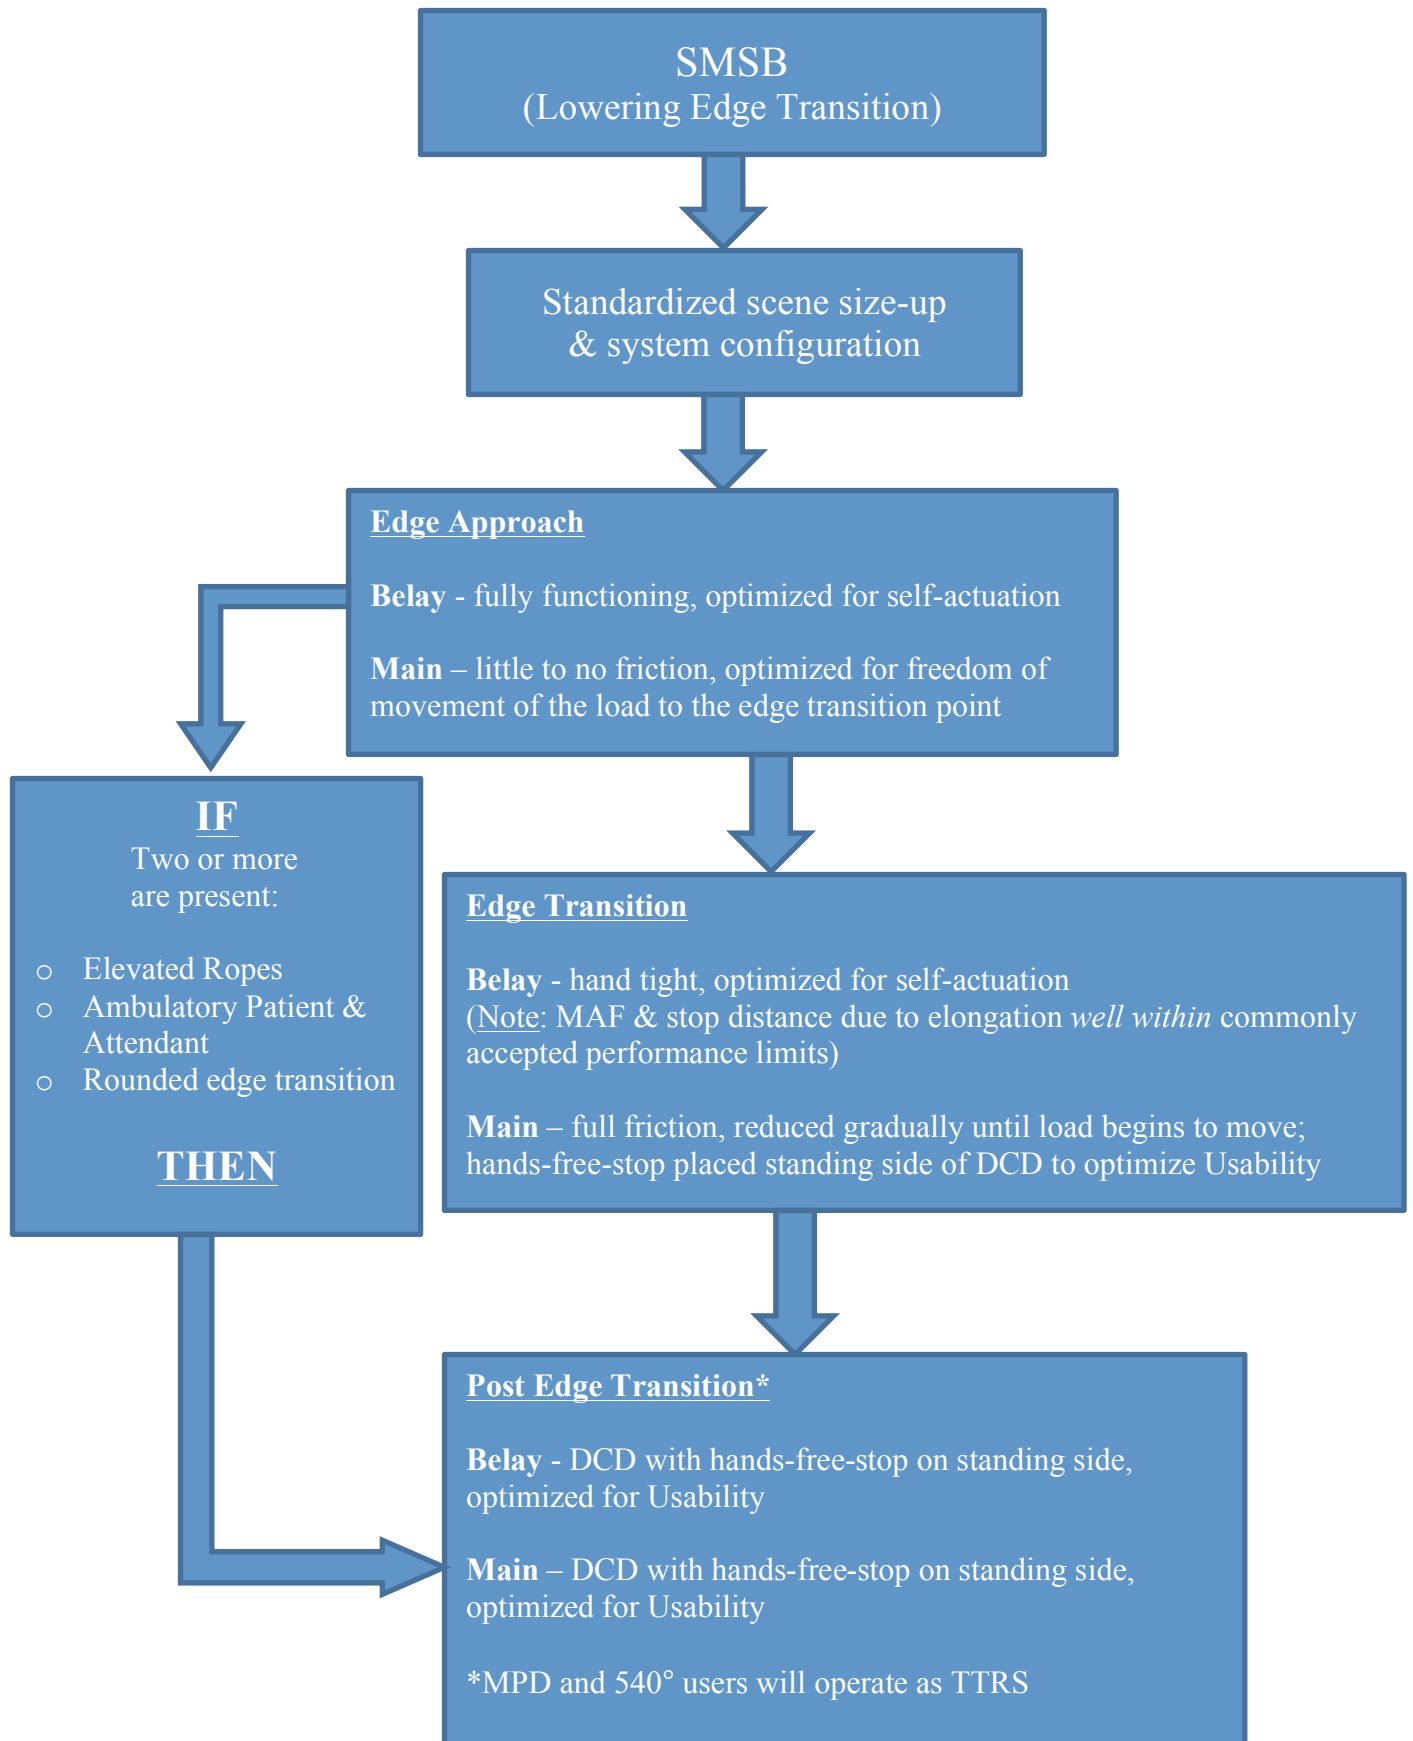 SMSB
(Lowering Edge Transition)
Standardized scene size-up
& system configuration
Edge Approach
Belay - fully functioning, optimized for self-actuation
Main – little to no friction, optimized for freedom of
movement of the load to the edge transition point
IF
Two or more
are present:
o Elevated Ropes
o Ambulatory Patient &
Attendant
o Rounded edge transition
THEN
Edge Transition
Belay - hand tight, optimized for self-actuation
(Note: MAF & stop distance due to elongation well within commonly
accepted performance limits)
Main – full friction, reduced gradually until load begins to move;
hands-free-stop placed standing side of DCD to optimize Usability
Post Edge Transition*
Belay - DCD with hands-free-stop on standing side,
optimized for Usability
Main – DCD with hands-free-stop on standing side,
optimized for Usability
*MPD and 540° users will operate as TTRS